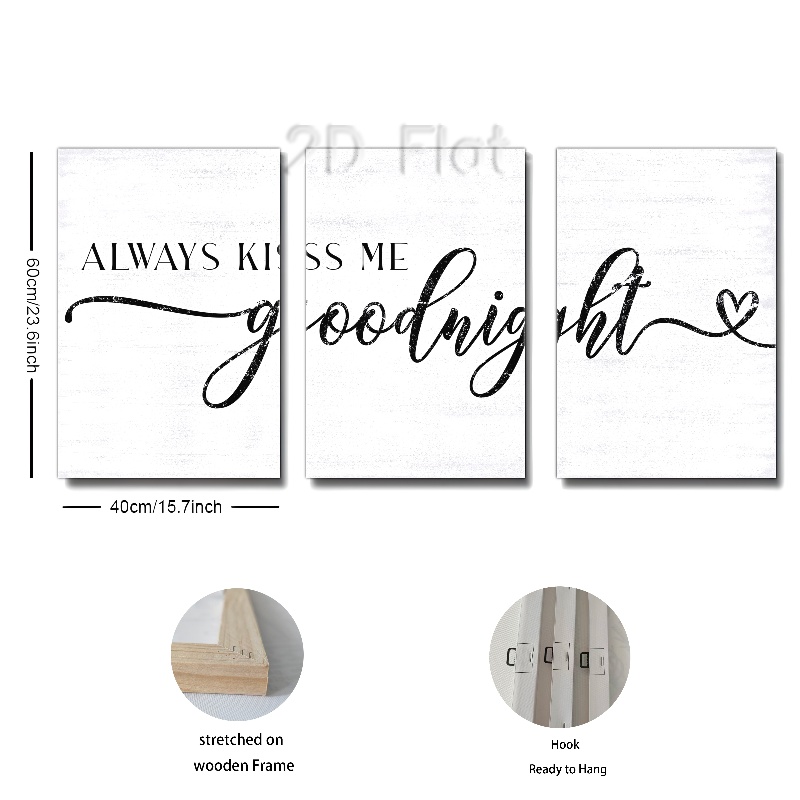 2D Flat
ALWAYS KISS ME
goodnight
60cm/23.6inch
40cm/15.7inch
stretched on
wooden Frame
Hook
Ready to Hang